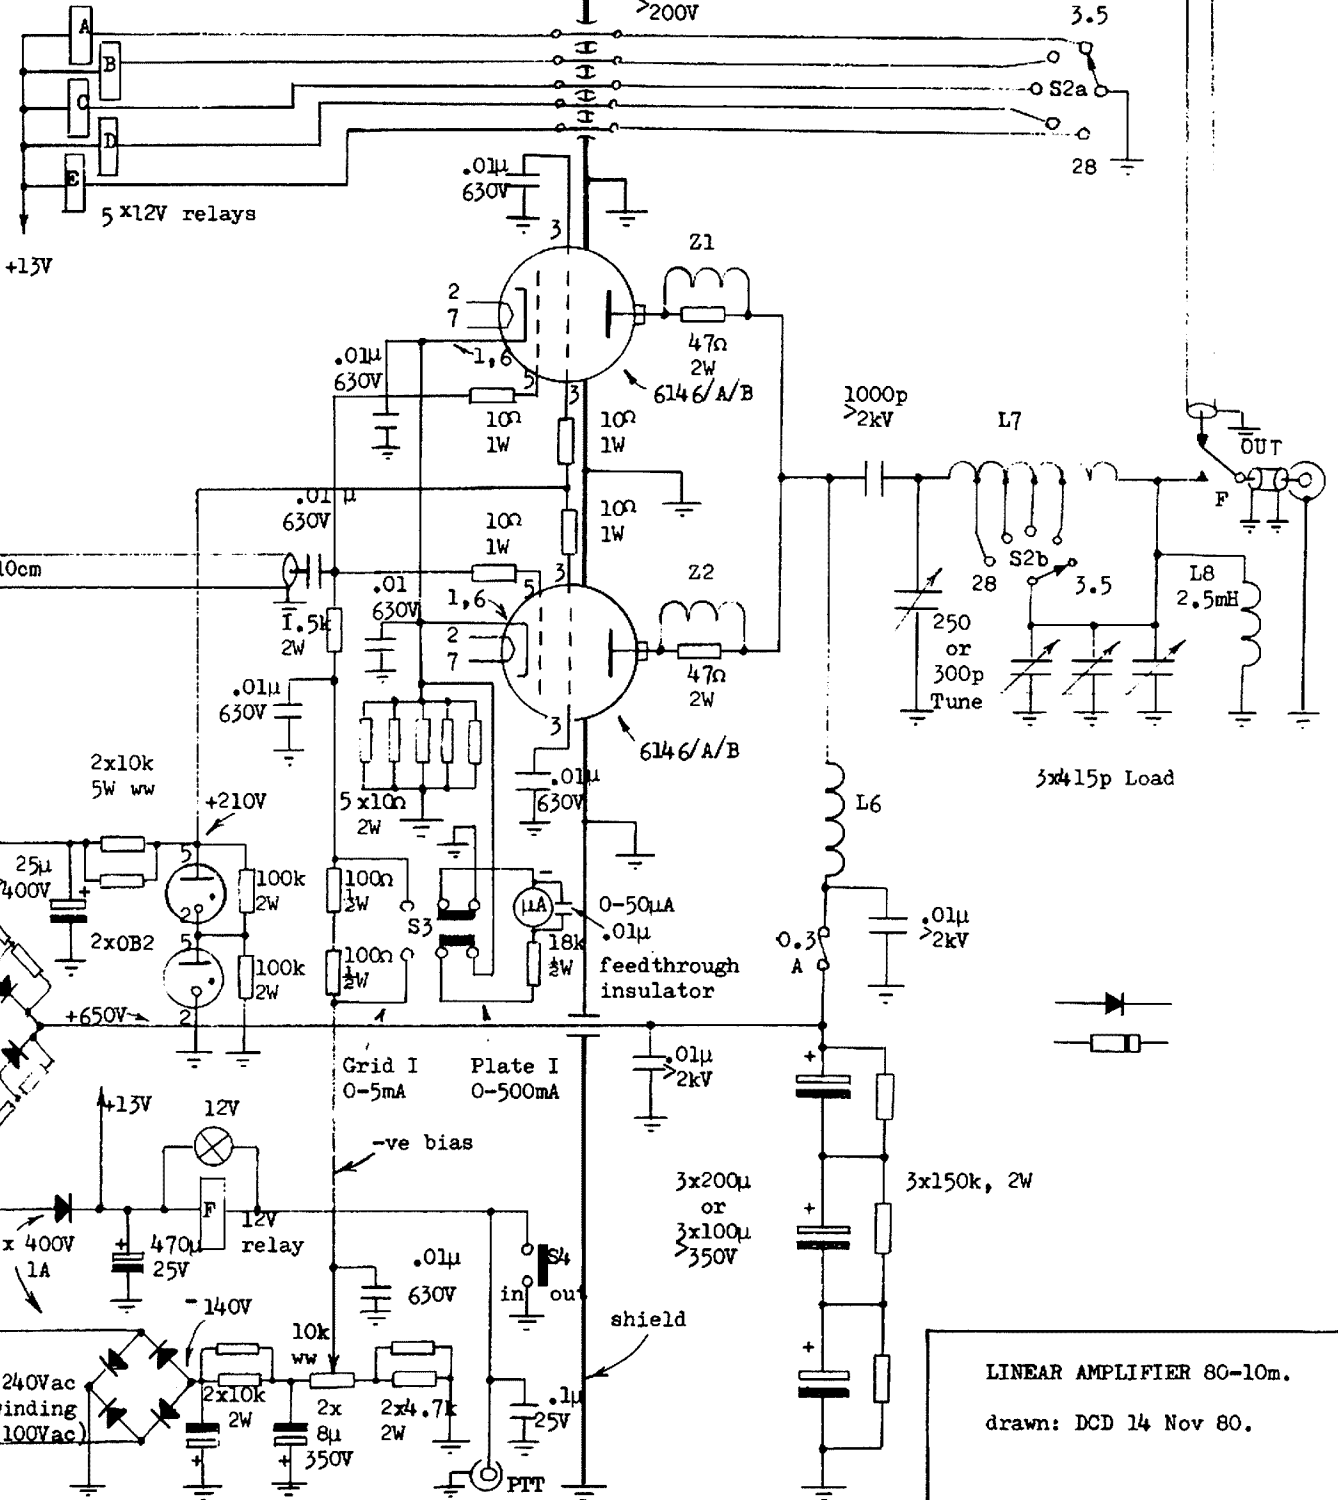 >200V
3.5
A
B
C
D
E
S2a
28
5 x12V relays
+13V
.01µ
630V
3
Z1
2
7
47Ω
2W
.01µ
630V
1,6
5
3
6146/A/B
10Ω
1W
10Ω
1W
1000p
>2kV
L7
OUT
F
.01 µ
630V
10Ω
1W
10Ω
1W
10cm
3
5
1.5k
2W
.01
630V
1,6
2
7
Z2
47Ω
2W
S2b
28
3.5
L8
2.5mH
250
or
300p
Tune
.01µ
630V
3
6146/A/B
3x415p Load
2x10k
5W ww
+210V
5x10Ω
2W
.01µ
630V
L6
25µ
400V
+
5
2
100k
2W
100Ω
½W
S3
-
µA
0-50µA
.01µ
18k
½W
feedthrough
insulator
0.3
A
.01µ
>2kV
2x0B2
5
2
100k
2W
100Ω
½W
+650V
Grid I
0-5mA
Plate I
0-500mA
.01µ
>2kV
+
+13V
12V
-ve bias
3x200µ
or
3x100µ
>350V
+
3x150k, 2W
F
12V
relay
x 400V
1A
+
470µ
25V
.01µ
630V
S4
in out
-
140V
10k
ww
shield
+
240Vac
winding
100Vac)
2x10k
2W
+
2x
8µ
350V
+
2x4.7k
2W
.1µ
25V
PTT
LINEAR AMPLIFIER 80-10m.
drawn: DCD 14 Nov 80.